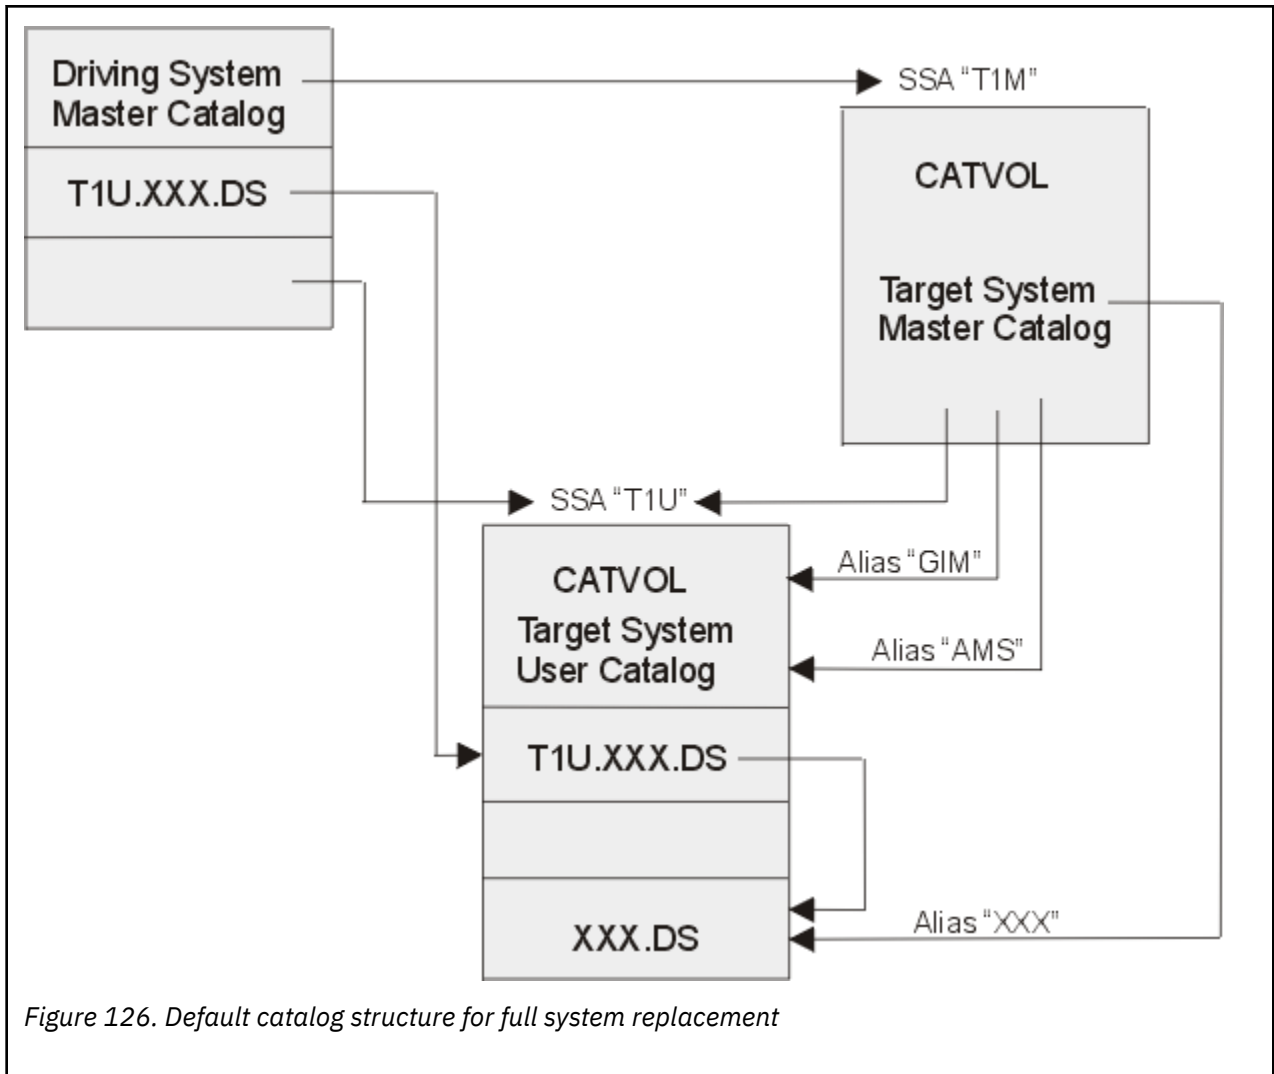 Driving System
Master Catalog
T1U.XXX.DS
SSA “T1M”
CATVOL
Target System
Master Catalog
SSA “T1U”
Alias “GIM”
Alias “AMS”
CATVOL
Target System
User Catalog
T1U.XXX.DS
XXX.DS
Alias “XXX”
Figure 126. Default catalog structure for full system replacement